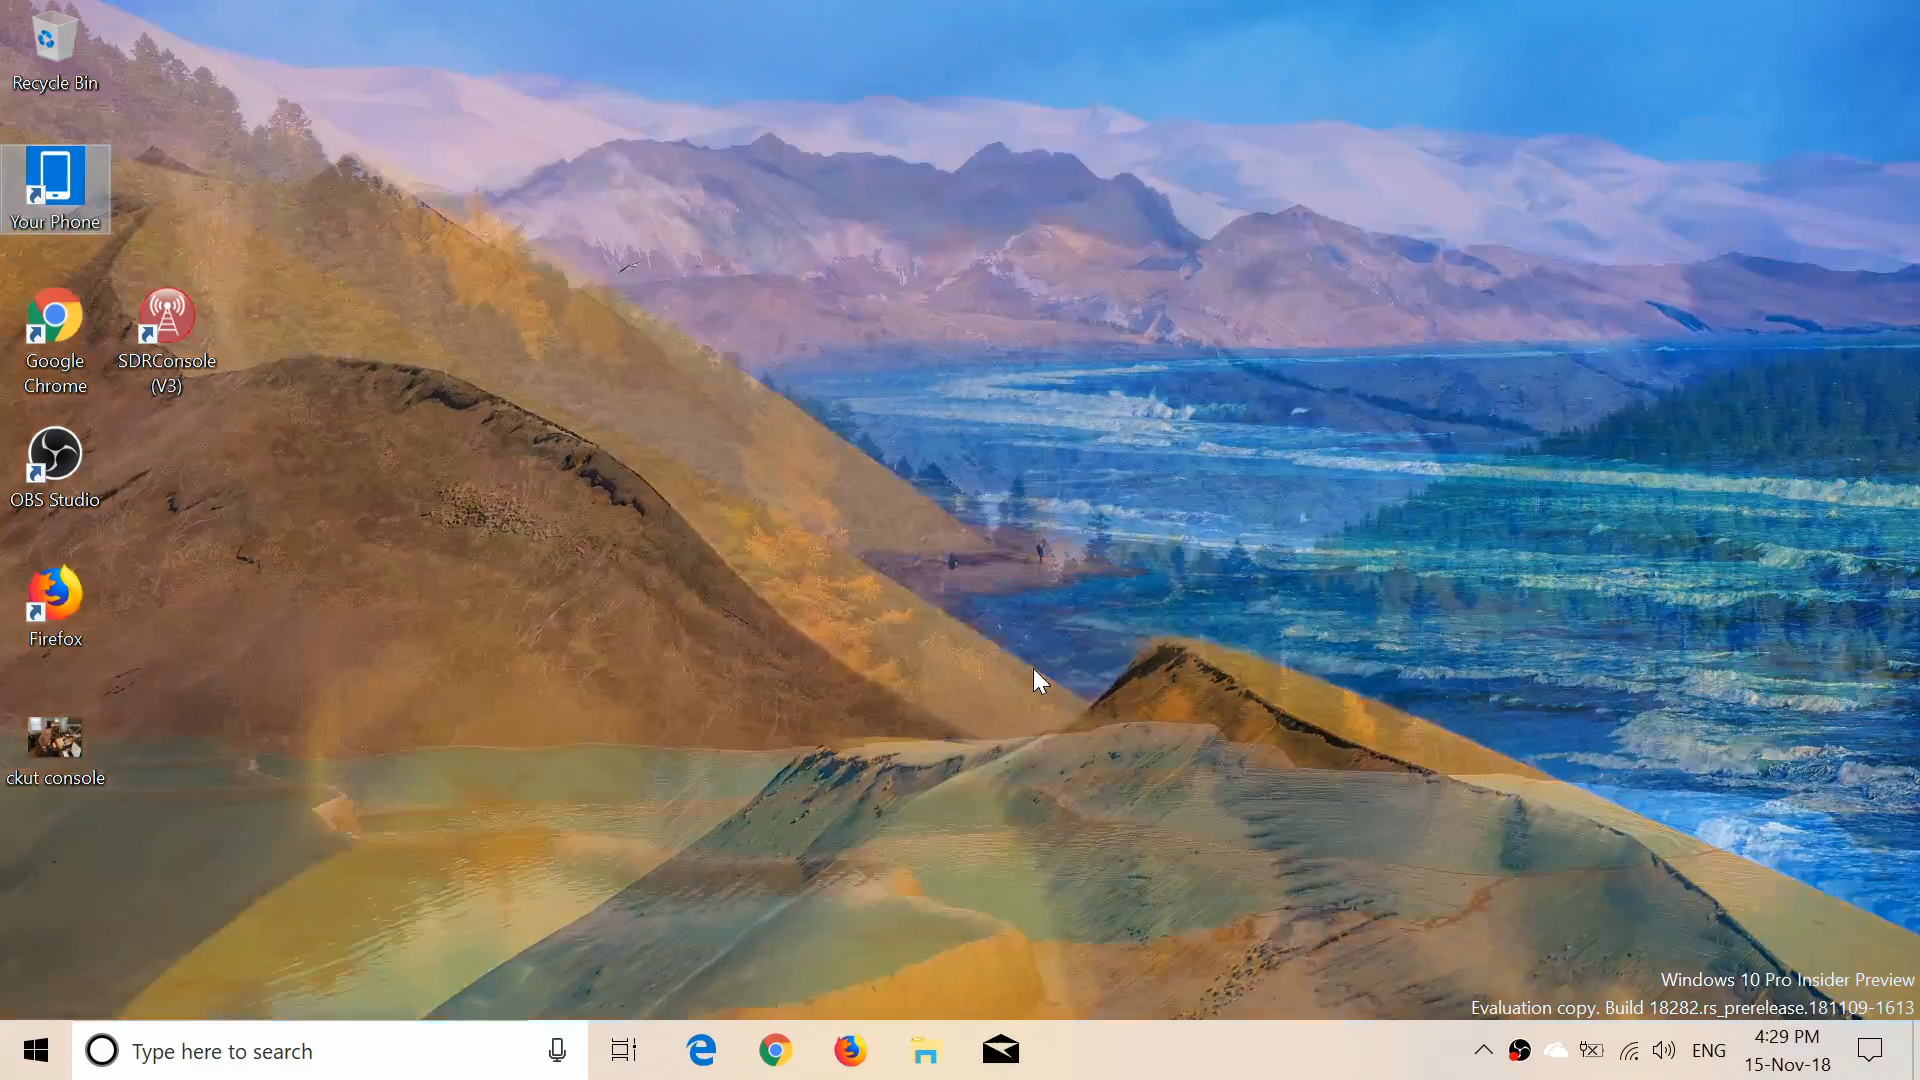 Recycle Bin
Your Phone
Google
Chrome
SDRConsole
(V3)
OBS Studio
Firefox
ckut console
Windows 10 Pro Insider Preview
Evaluation copy. Build 18282.rs_prerelease.181109-1613
Type here to search
ENG
4:29 PM
15-Nov-18